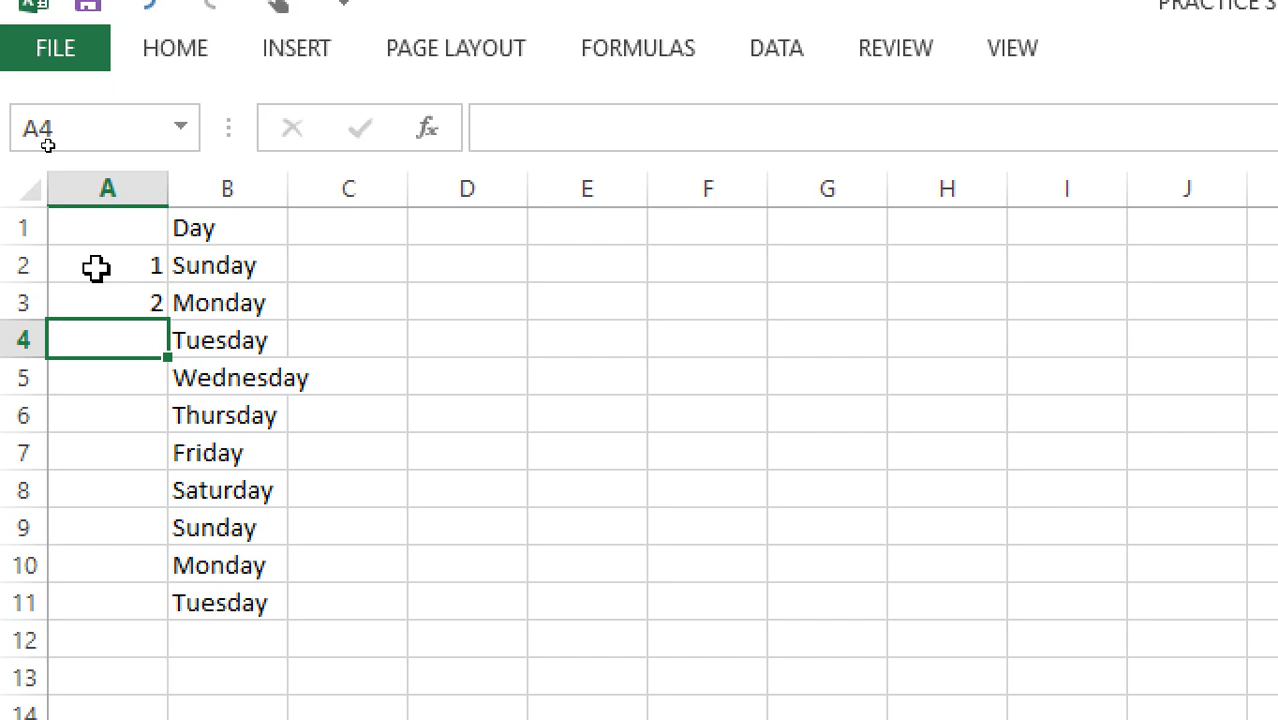 PRACTICE 3
FILE HOME INSERT PAGE LAYOUT FORMULAS DATA REVIEW VIEW
A4 fx
A B C D E F G H I J
1 Day
2 1 Sunday
3 2 Monday
4 Tuesday
5 Wednesday
6 Thursday
7 Friday
8 Saturday
9 Sunday
10 Monday
11 Tuesday
12
13
14